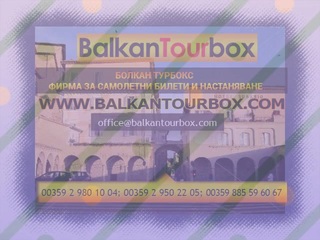 BalkanTourbox
БОЛКАН ТУРБОКС
ФИРМА ЗА САМОЛЕТНИ БИЛЕТИ И НАСТАНЯВАНЕ
WWW.BALKANTOURBOX.COM
office@balkantourbox.com
00359 2 980 10 04; 00359 2 950 22 05; 00359 885 59 60 67